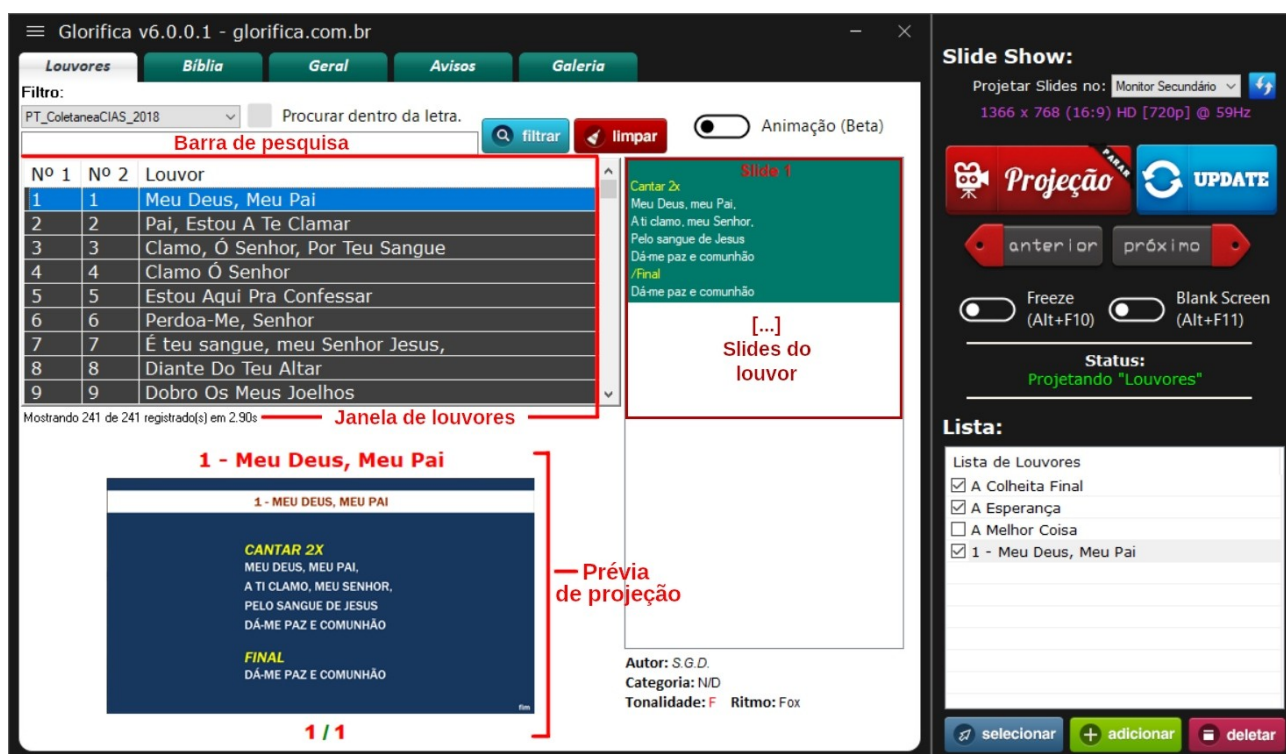 Glorifica v6.0.0.1 - glorifica.com.br
Louvores Bíblia Geral Avisos Galeria
Filtro:
PT_ColetaneaCIAS_2018 Procurar dentro da letra.
Barra de pesquisa
filtrar limpar Animação (Beta)
Nº 1 Nº 2 Louvor
1 1 Meu Deus, Meu Pai
2 2 Pai, Estou A Te Clamar
3 3 Clamo, Ó Senhor, Por Teu Sangue
4 4 Clamo Ó Senhor
5 5 Estou Aqui Pra Confessar
6 6 Perdoa-Me, Senhor
7 7 É teu sangue, meu Senhor Jesus,
8 8 Diante Do Teu Altar
9 9 Dobro Os Meus Joelhos
Mostrando 241 de 241 registrado(s) em 2.90s
Janela de louvores
Slide 1
Cantar 2x
Meu Deus, meu Pai,
A ti clamo, meu Senhor,
Pelo sangue de Jesus
Dá-me paz e comunhão
/Final
Dá-me paz e comunhão
[...]
Slides do
louvor
1 - Meu Deus, Meu Pai
1 - MEU DEUS, MEU PAI
CANTAR 2X
MEU DEUS, MEU PAI,
A TI CLAMO, MEU SENHOR,
PELO SANGUE DE JESUS
DÁ-ME PAZ E COMUNHÃO
FINAL
DÁ-ME PAZ E COMUNHÃO
fim
1 / 1
Prévia
de projeção
Autor: S.G.D.
Categoria: N/D
Tonalidade: F Ritmo: Fox
Slide Show:
Projetar Slides no: Monitor Secundário
1366 x 768 (16:9) HD [720p] @ 59Hz
Projeção PARAR UPDATE
anterior próximo
Freeze
(Alt+F10)
Blank Screen
(Alt+F11)
Status:
Projetando "Louvores"
Lista:
Lista de Louvores
A Colheita Final
A Esperança
A Melhor Coisa
1 - Meu Deus, Meu Pai
selecionar adicionar deletar